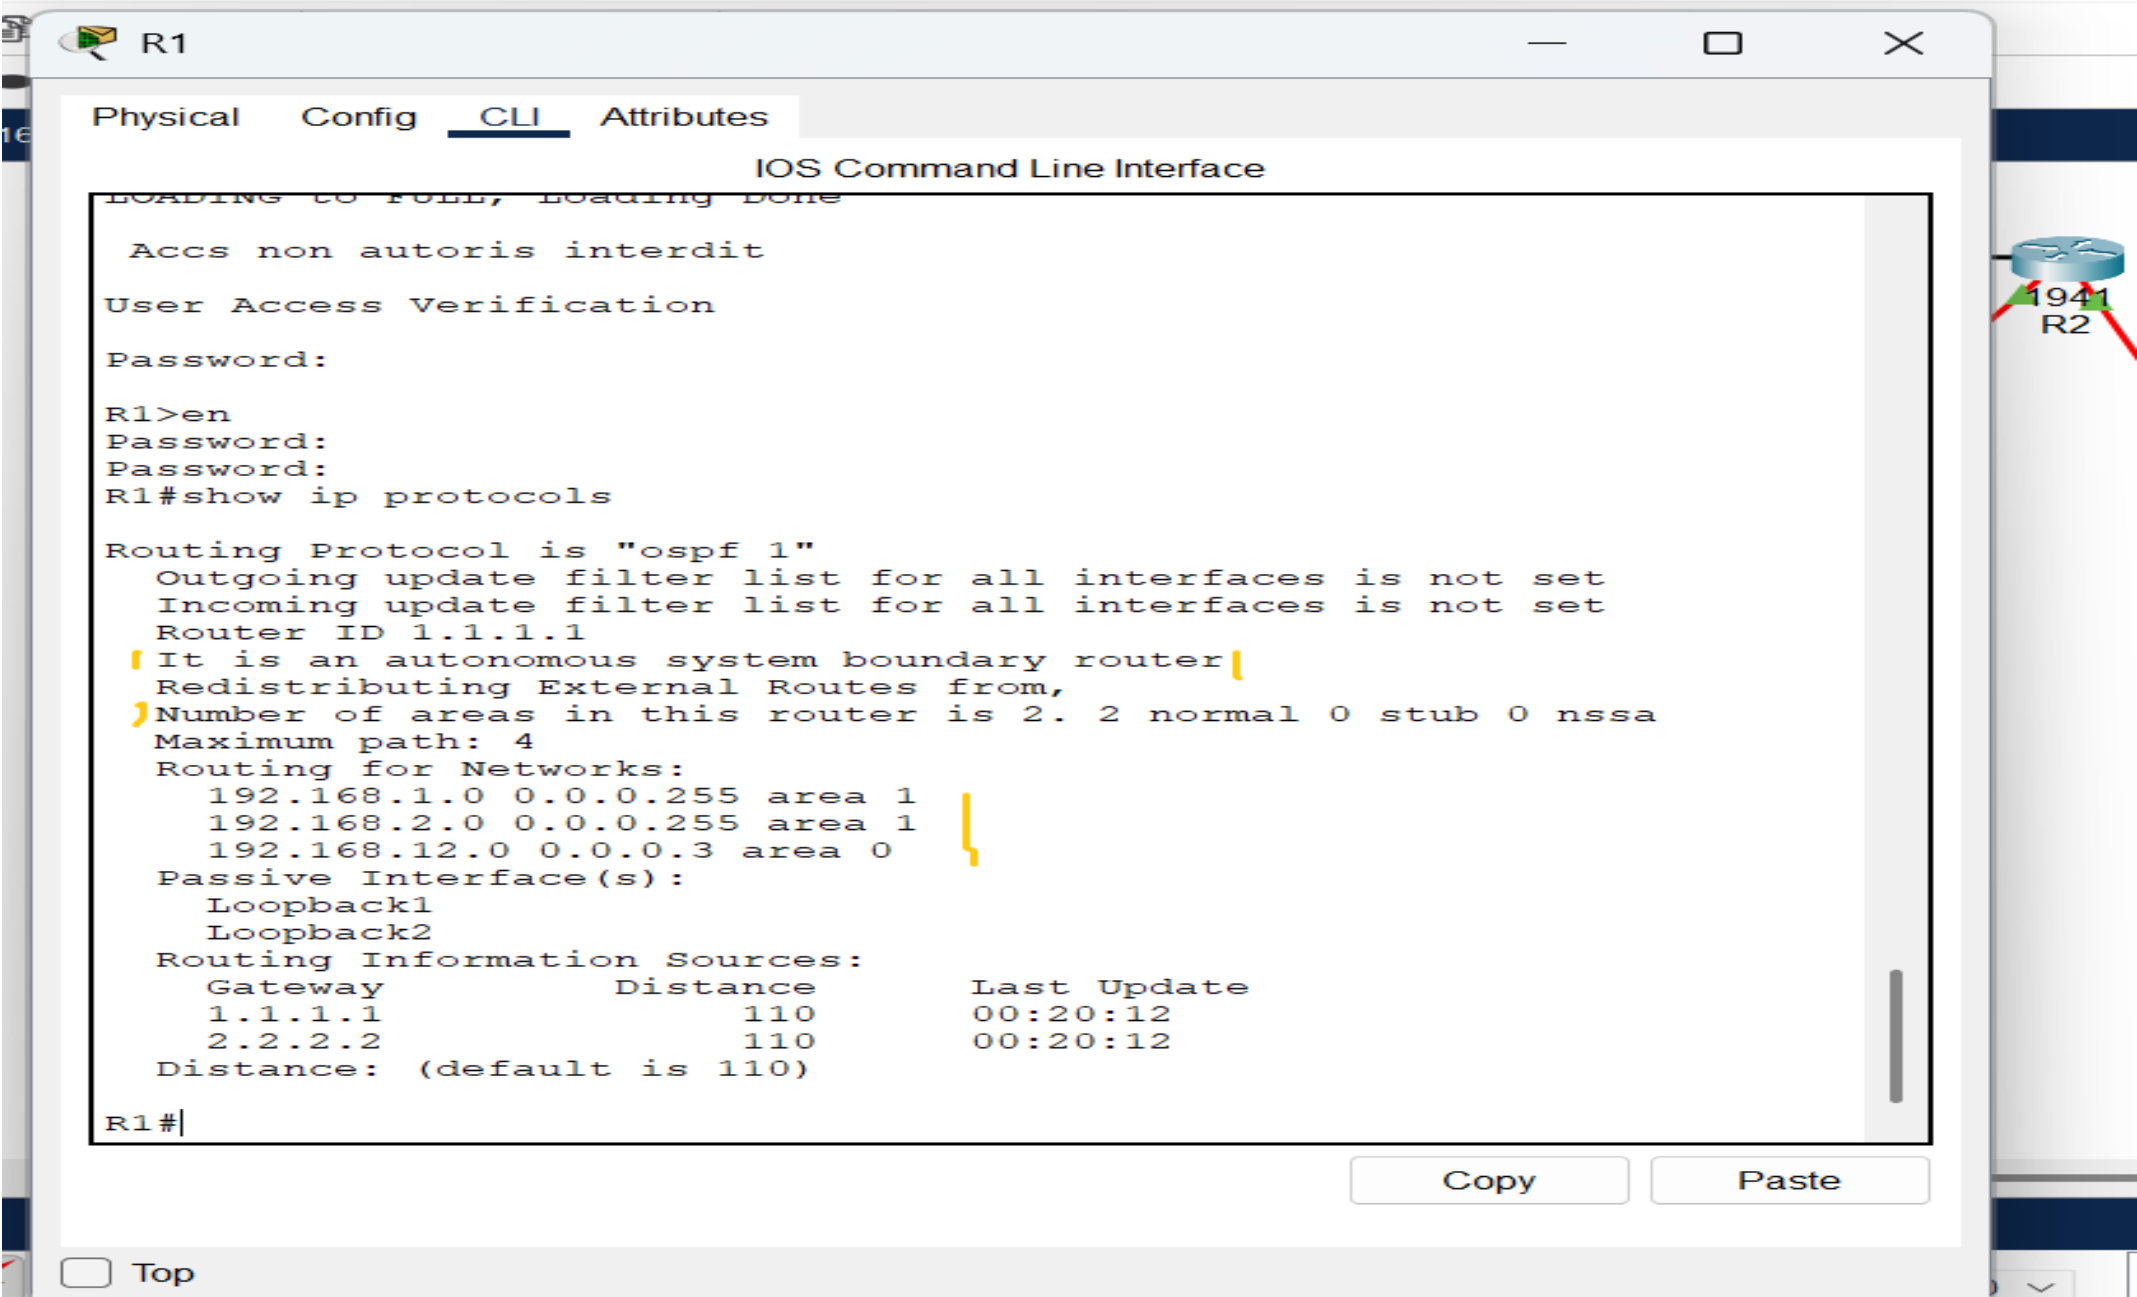 R1
Physical Config CLI Attributes
16
IOS Command Line Interface
LOADING to FULL, Loading Done
Accs non autoris interdit
User Access Verification
Password:
R1>en
Password:
Password:
R1#show ip protocols
Routing Protocol is "ospf 1"
Outgoing update filter list for all interfaces is not set
Incoming update filter list for all interfaces is not set
Router ID 1.1.1.1
It is an autonomous system boundary router
Redistributing External Routes from,
Number of areas in this router is 2. 2 normal 0 stub 0 nssa
Maximum path: 4
Routing for Networks:
192.168.1.0 0.0.0.255 area 1
192.168.2.0 0.0.0.255 area 1
192.168.12.0 0.0.0.3 area 0
Passive Interface(s):
Loopback1
Loopback2
Routing Information Sources:
Gateway Distance Last Update
1.1.1.1 110 00:20:12
2.2.2.2 110 00:20:12
Distance: (default is 110)
R1#
1941
R2
Copy Paste
Top